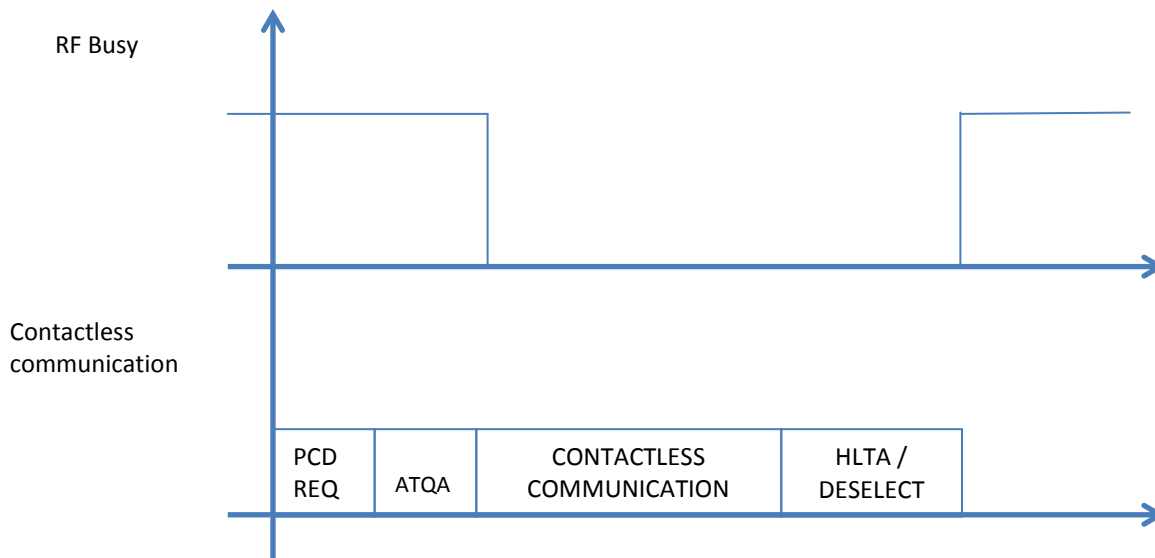 RF Busy
Contactless
communication
PCD
REQ
ATQA
CONTACTLESS
COMMUNICATION
HLTA /
DESELECT